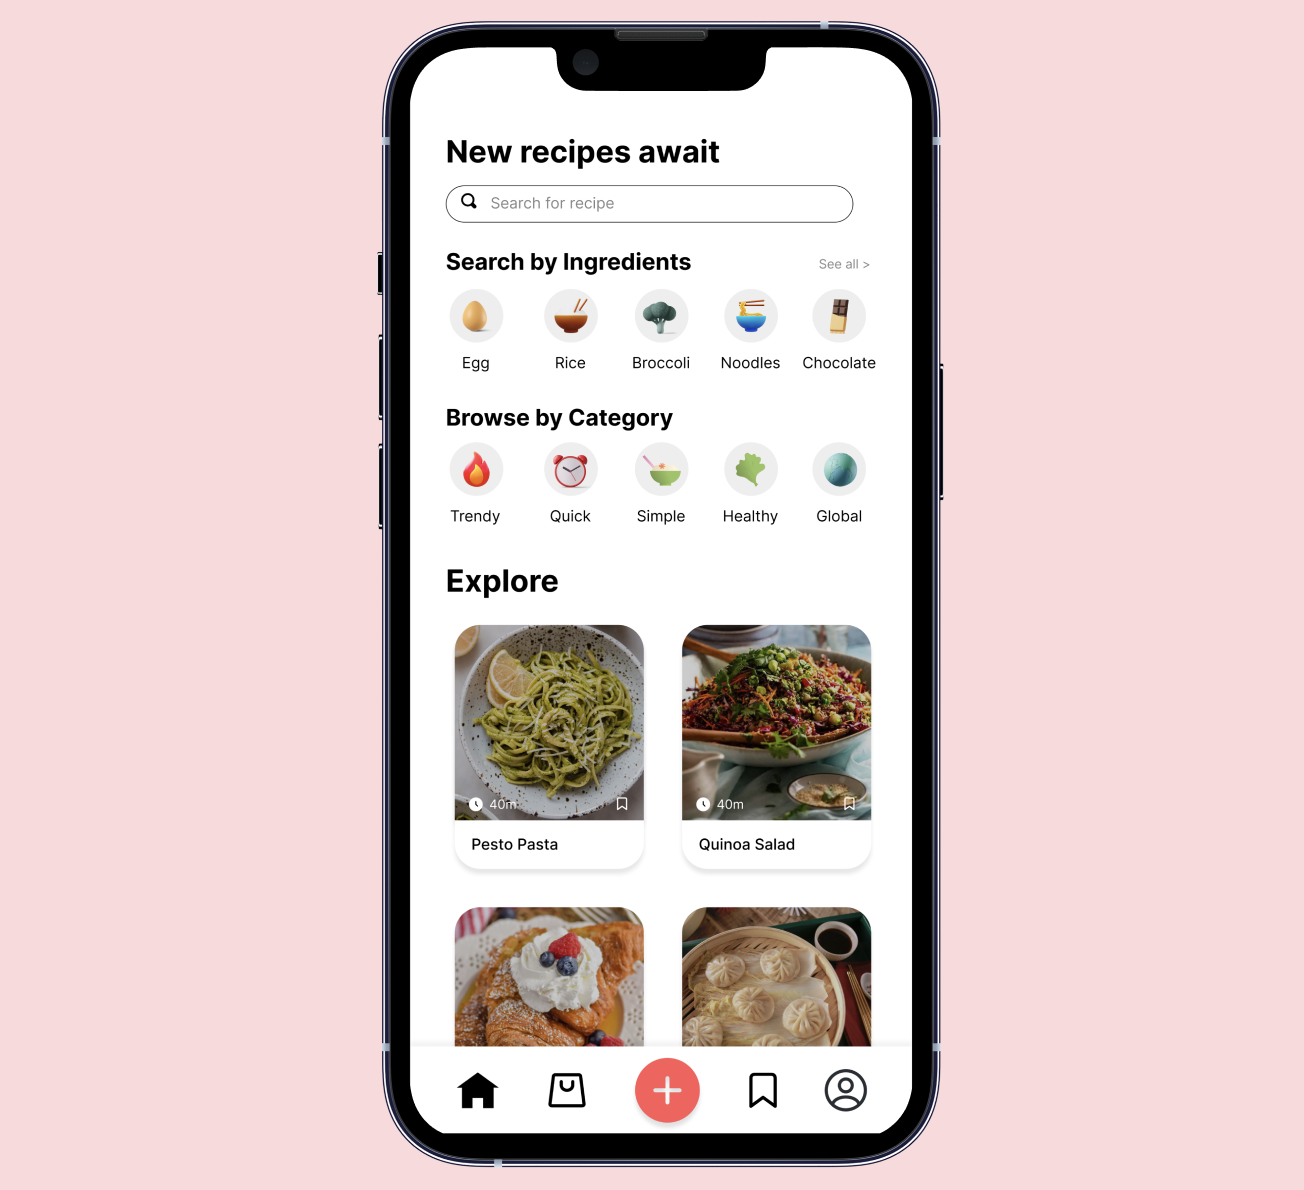 New recipes await
Search for recipe
Search by Ingredients
See all >
Egg
Rice
Broccoli
Noodles
Chocolate
Browse by Category
Trendy
Quick
Simple
Healthy
Global
Explore
40m
40m
Pesto Pasta
Quinoa Salad